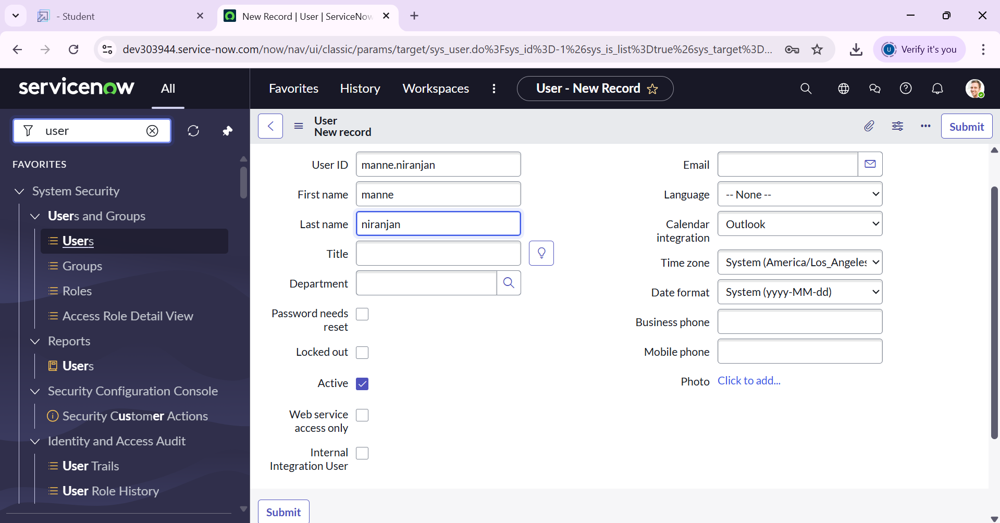 - Student
New Record | User | ServiceNow
dev303944.service-now.com/now/nav/ui/classic/params/target/sys_user.do%3Fsys_id%3D-1%26sys_is_list%3Dtrue%26sys_target%3D...
U
Verify it's you
servicenow
All
Favorites
History
Workspaces
User - New Record
user
User
New record
Submit
FAVORITES
System Security
Users and Groups
Users
Groups
Roles
Access Role Detail View
Reports
Users
Security Configuration Console
Security Customer Actions
Identity and Access Audit
User Trails
User Role History
User ID
manne.niranjan
First name
manne
Last name
niranjan
Title
Department
Password needs
reset
Locked out
Active
Web service
access only
Internal
Integration User
Email
Language
-- None --
Calendar
integration
Outlook
Time zone
System (America/Los_Angeles
Date format
System (yyyy-MM-dd)
Business phone
Mobile phone
Photo
Click to add...
Submit